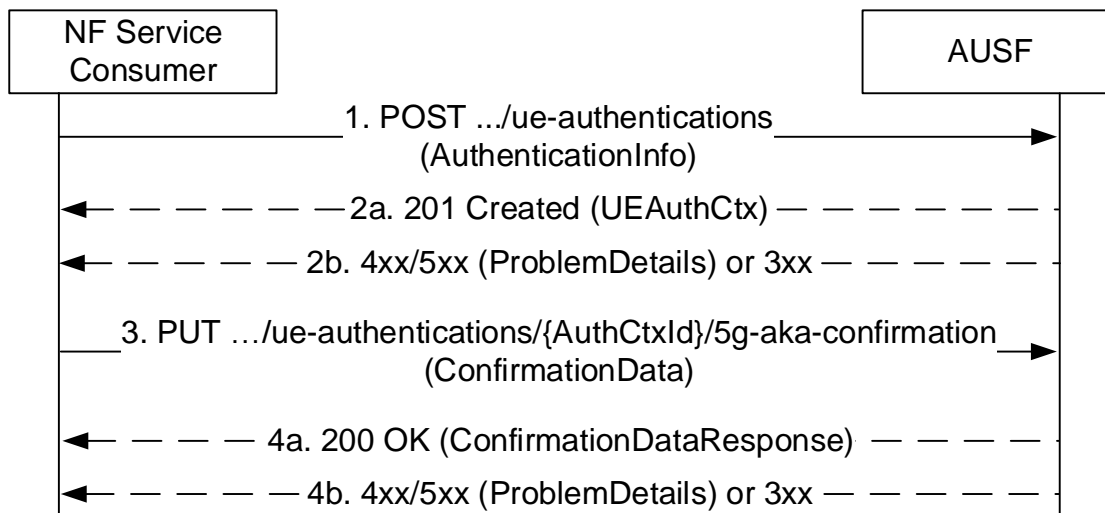 NF Service
Consumer
AUSF
1. POST .../ue-authentications
(AuthenticationInfo)
2a. 201 Created (UEAuthCtx)
2b. 4xx/5xx (ProblemDetails) or 3xx
3. PUT …/ue-authentications/{AuthCtxId}/5g-aka-confirmation
(ConfirmationData)
4a. 200 OK (ConfirmationDataResponse)
4b. 4xx/5xx (ProblemDetails) or 3xx